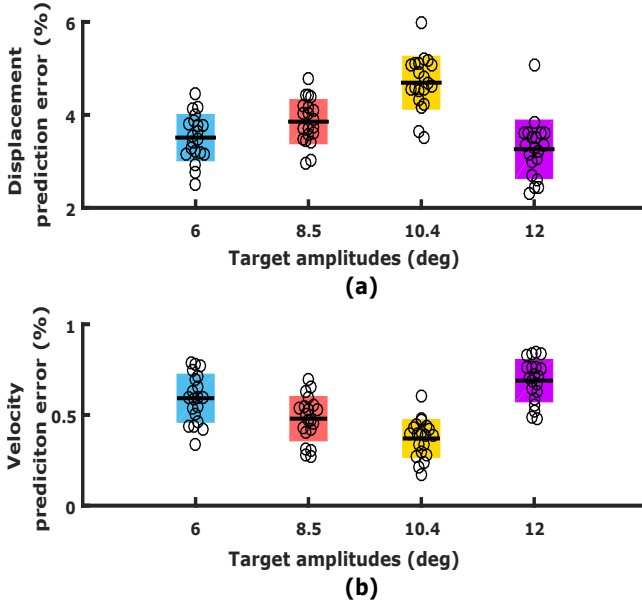 Displacement
prediction error (%)
6
4
2
6 8.5 10.4 12
Target amplitudes (deg)
(a)
Velocity
prediciton error (%)
1
0.5
0
6 8.5 10.4 12
Target amplitudes (deg)
(b)